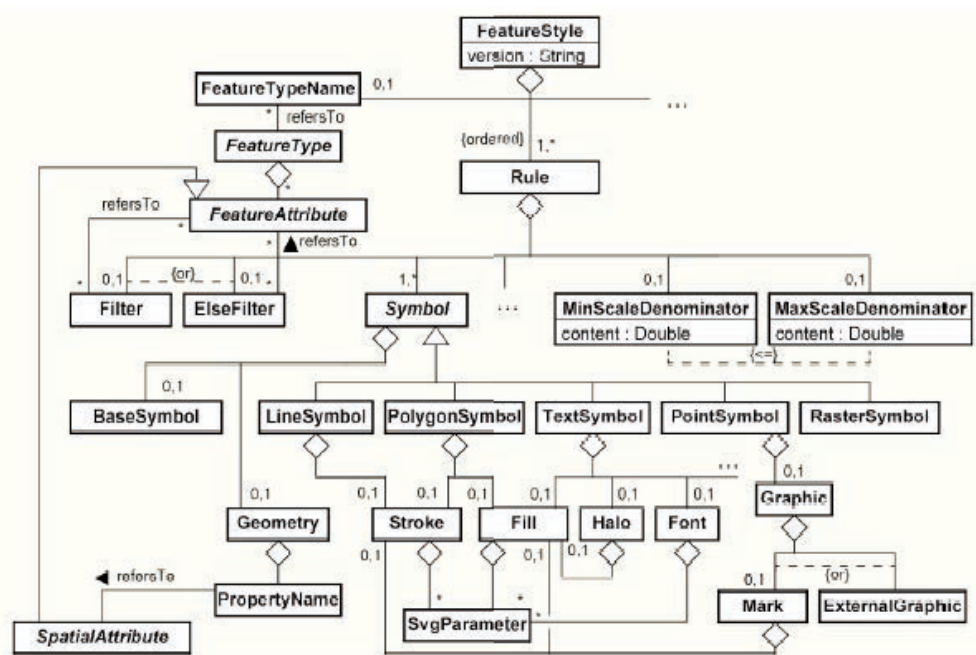 FeatureStyle
version : String
FeatureTypeName
0,1
...
*
refersTo
{ordered}
1,*
FeatureType
Rule
*
refersTo
FeatureAttribute
*
*
refersTo
*
0,1
{or}
0,1
*
1,*
...
0,1
0,1
Filter
ElseFilter
Symbol
MinScaleDenominator
content : Double
MaxScaleDenominator
content : Double
{<=}
0,1
BaseSymbol
LineSymbol
PolygonSymbol
TextSymbol
PointSymbol
RasterSymbol
...
0,1
0,1
0,1
0,1
0,1
0,1
0,1
0,1
Graphic
Geometry
Stroke
Fill
Halo
Font
0,1
0,1
0,1
refersTo
PropertyName
*
*
*
0,1
{or}
SvgParameter
Mark
ExternalGraphic
SpatialAttribute